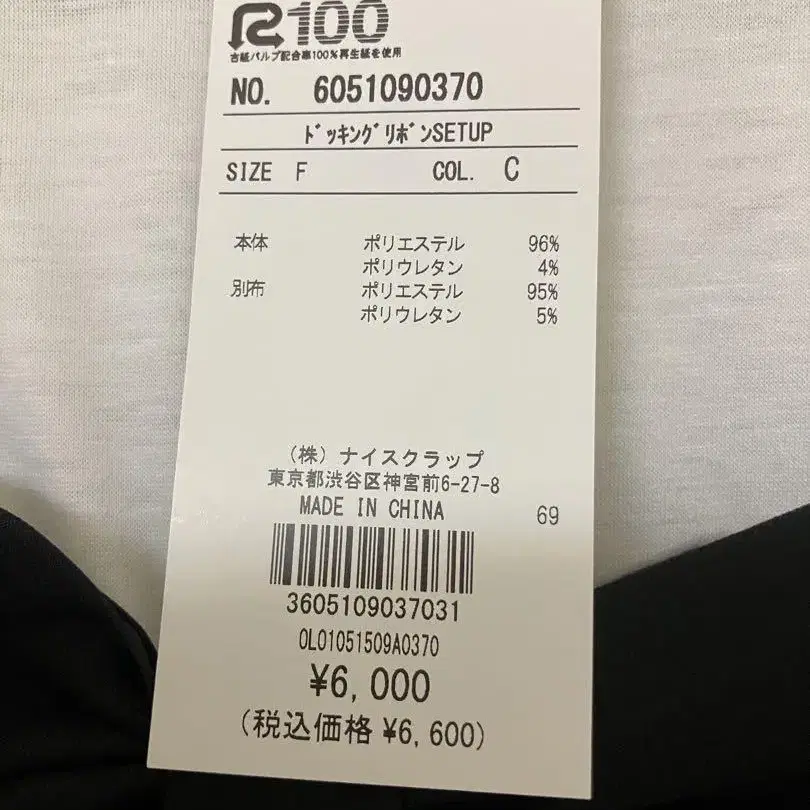 R100
古紙パルプ配合率100%再生紙を使用
NO. 6051090370
ﾄﾞｯｷﾝｸﾞﾘﾎﾞﾝSETUP
SIZE F COL. C
本体 ポリエステル 96%
ポリウレタン 4%
別布 ポリエステル 95%
ポリウレタン 5%
(株) ナイスクラップ
東京都渋谷区神宮前6-27-8
MADE IN CHINA 69
3605109037031
0L01051509A0370
¥6,000
(税込価格 ¥6,600)